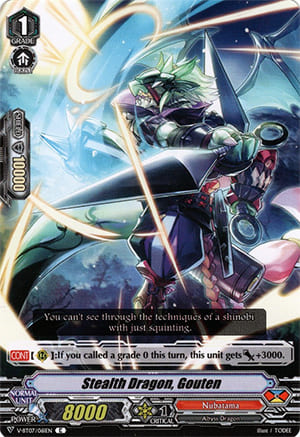 1
GRADE
BOOST
SHIELD 10000
You can't see through the techniques of a shinobi
with just squinting.
CONT [ ]:If you called a grade 0 this turn, this unit gets +3000.
Stealth Dragon, Gouten
NORMAL
UNIT
POWER 8000 1 CRITICAL
Nubatama
Abyss Dragon
V-BT07/061EN C Illust / TODEE